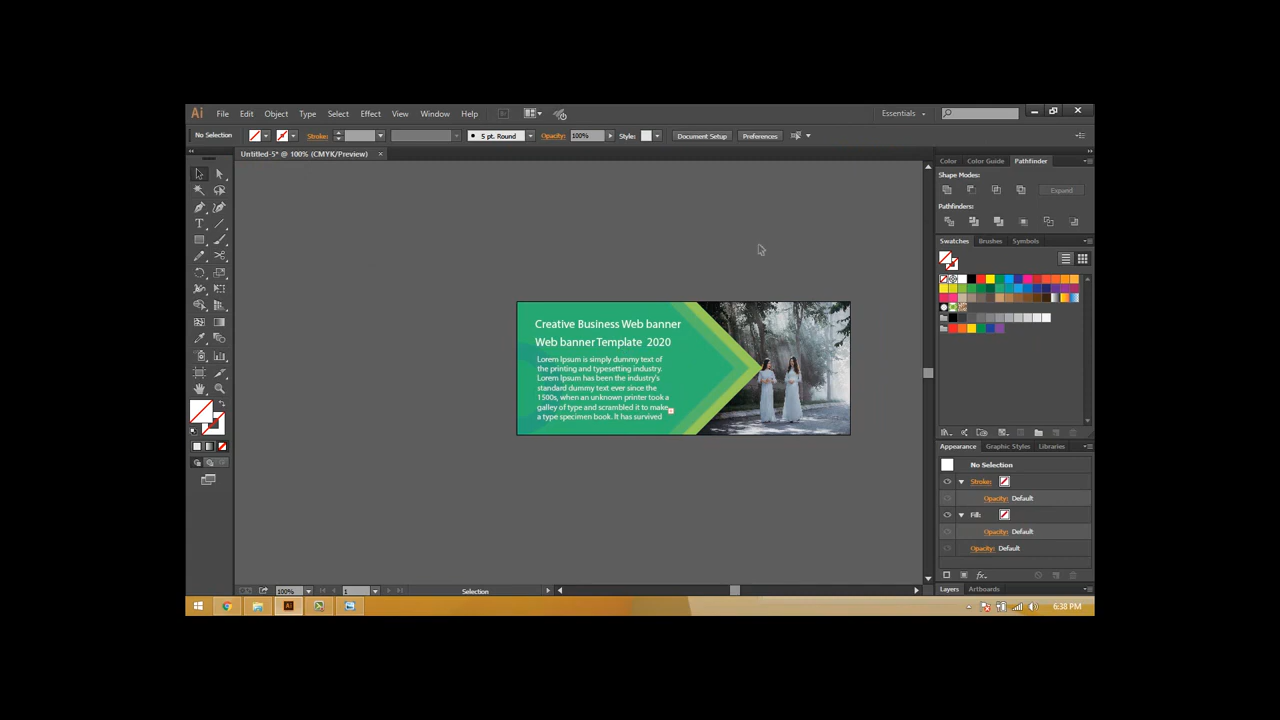 Ai File Edit Object Type Select Effect View Window Help Essentials
No Selection Stroke: 5 pt. Round Opacity: 100% Style: Document Setup Preferences
Untitled-5* @ 100% (CMYK/Preview) ×
Color Color Guide Pathfinder
Shape Modes:
Expand
Pathfinders:
Swatches Brushes Symbols
Creative Business Web banner
Web banner Template 2020
Lorem Ipsum is simply dummy text of
the printing and typesetting industry.
Lorem Ipsum has been the industry's
standard dummy text ever since the
1500s, when an unknown printer took a
galley of type and scrambled it to make
a type specimen book. It has survived
Appearance Graphic Styles Libraries
No Selection
Stroke:
Opacity: Default
Fill:
Opacity: Default
Opacity: Default
fx
Layers Artboards
100% 1 Selection
Ai 6:38 PM